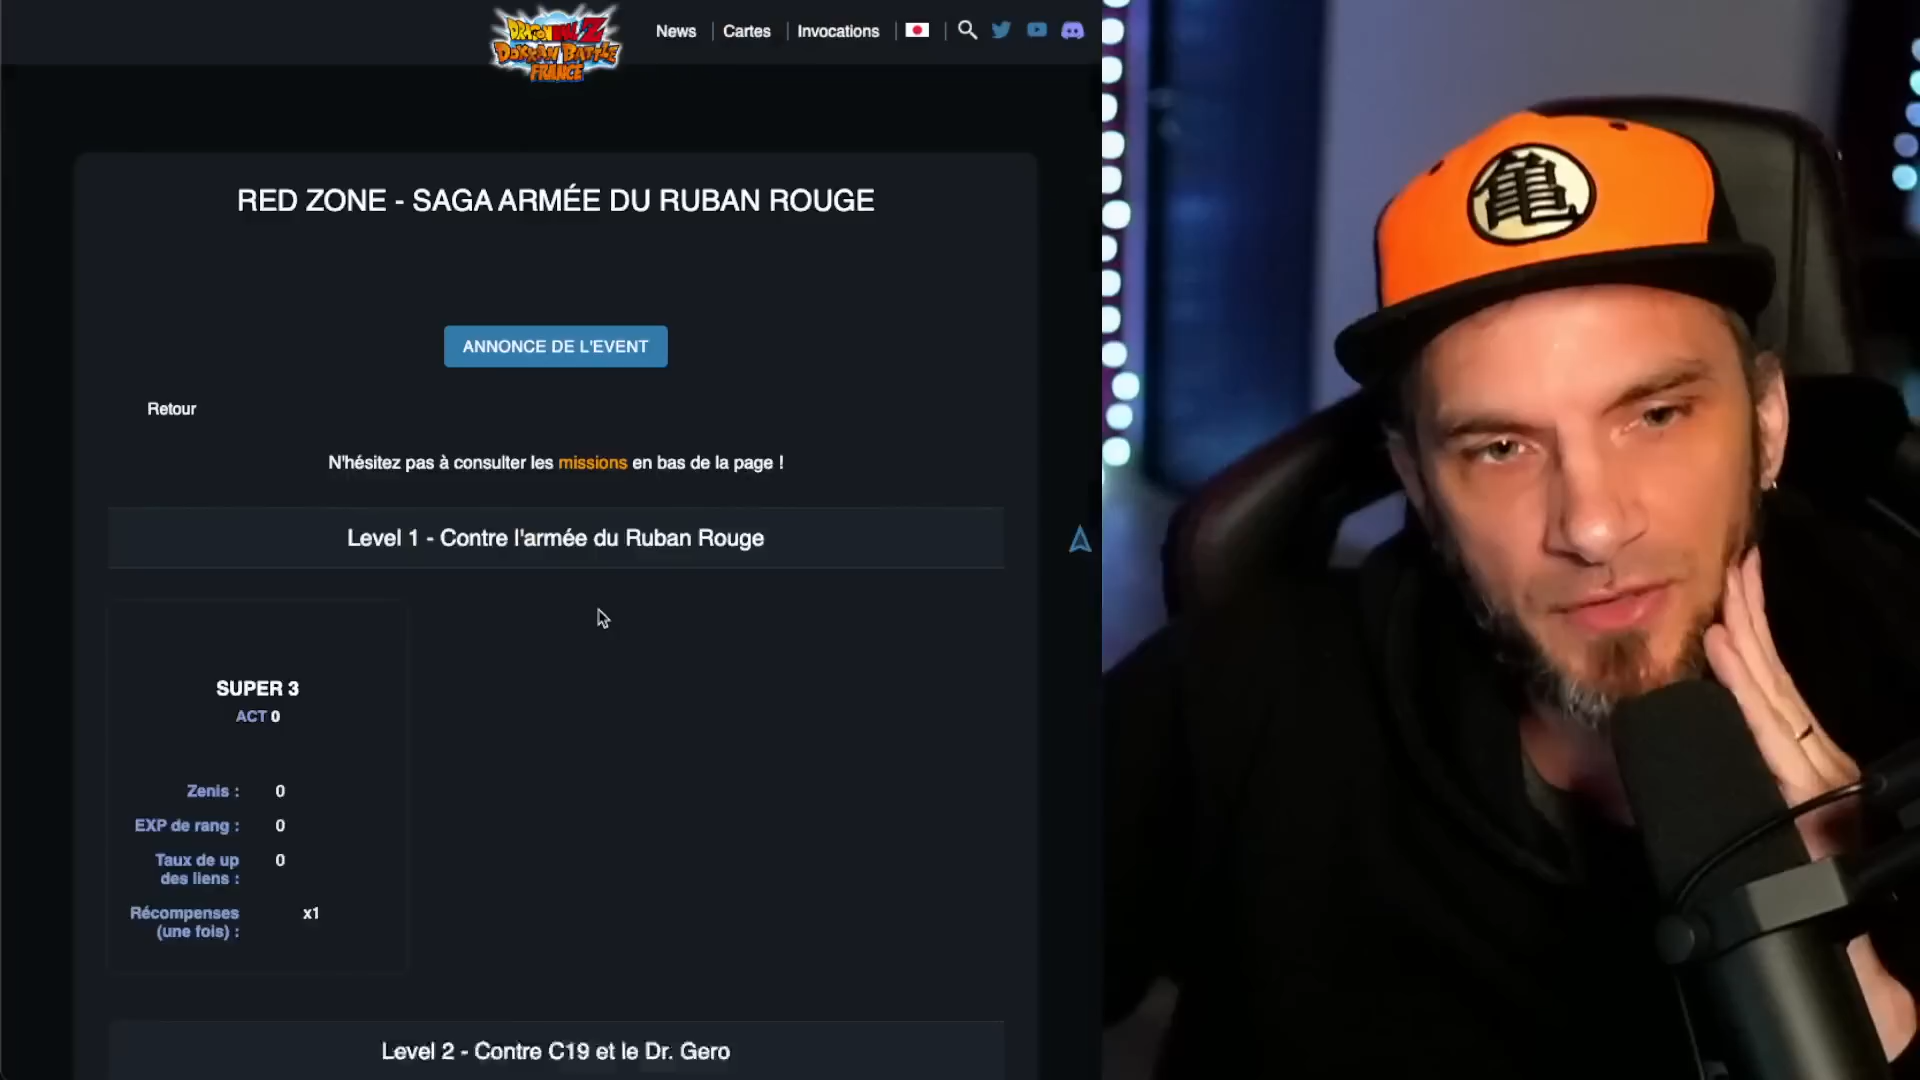 DRAGON BALL Z
DOKKAN BATTLE
FRANCE
News
Cartes
Invocations
RED ZONE - SAGA ARMÉE DU RUBAN ROUGE
ANNONCE DE L'EVENT
Retour
N'hésitez pas à consulter les missions en bas de la page !
Level 1 - Contre l'armée du Ruban Rouge
SUPER 3
ACT 0
Zenis : 0
EXP de rang : 0
Taux de up 0
des liens :
Récompenses x1
(une fois) :
Level 2 - Contre C19 et le Dr. Gero
亀